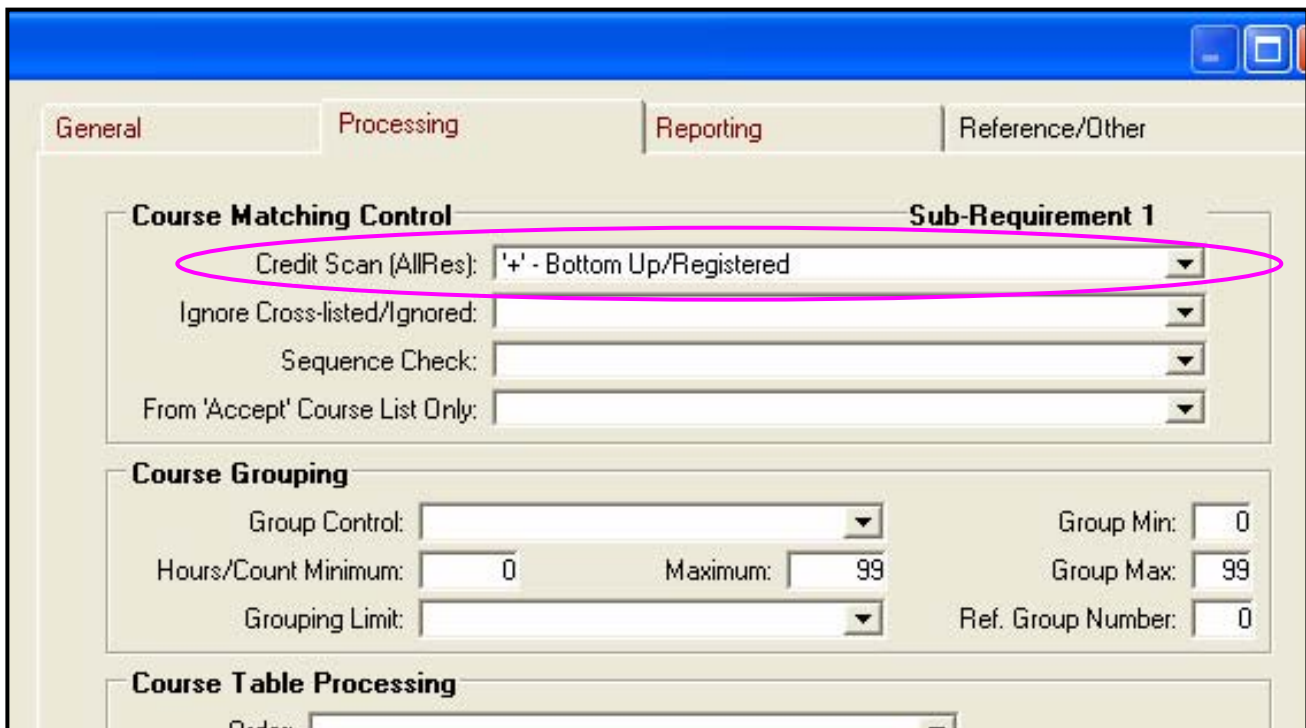 General Processing Reporting Reference/Other
Course Matching Control Sub-Requirement 1
Credit Scan (AllRes): '+' - Bottom Up/Registered
Ignore Cross-listed/Ignored:
Sequence Check:
From 'Accept' Course List Only:
Course Grouping
Group Control: Group Min: 0
Hours/Count Minimum: 0 Maximum: 99 Group Max: 99
Grouping Limit: Ref. Group Number: 0
Course Table Processing